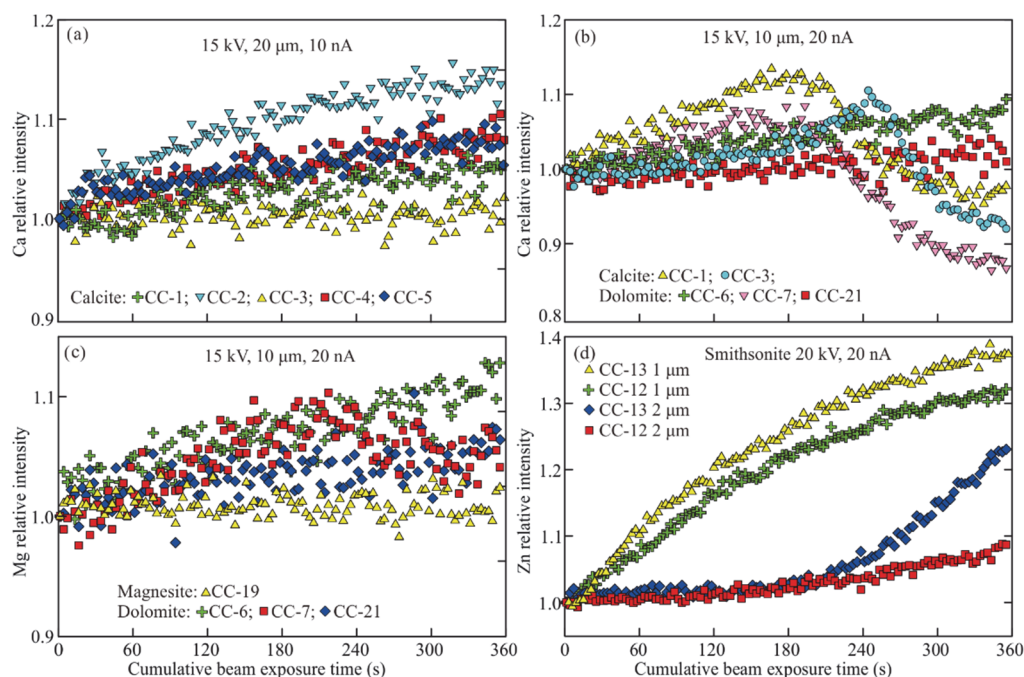 (a)
15 kV, 20 μm, 10 nA
Ca relative intensity
1.2
1.1
1.0
0.9
Calcite: CC-1; CC-2; CC-3; CC-4; CC-5
(b)
15 kV, 10 μm, 20 nA
Ca relative intensity
1.2
1.1
1.0
0.9
0.8
Calcite: CC-1; CC-3;
Dolomite: CC-6; CC-7; CC-21
(c)
15 kV, 10 μm, 20 nA
Mg relative intensity
1.1
1.0
0.9
Magnesite: CC-19
Dolomite: CC-6; CC-7; CC-21
0
60
120
180
240
300
360
Cumulative beam exposure time (s)
(d)
Smithsonite 20 kV, 20 nA
CC-13 1 μm
CC-12 1 μm
CC-13 2 μm
CC-12 2 μm
Zn relative intensity
1.4
1.3
1.2
1.1
1.0
0
60
120
180
240
300
360
Cumulative beam exposure time (s)